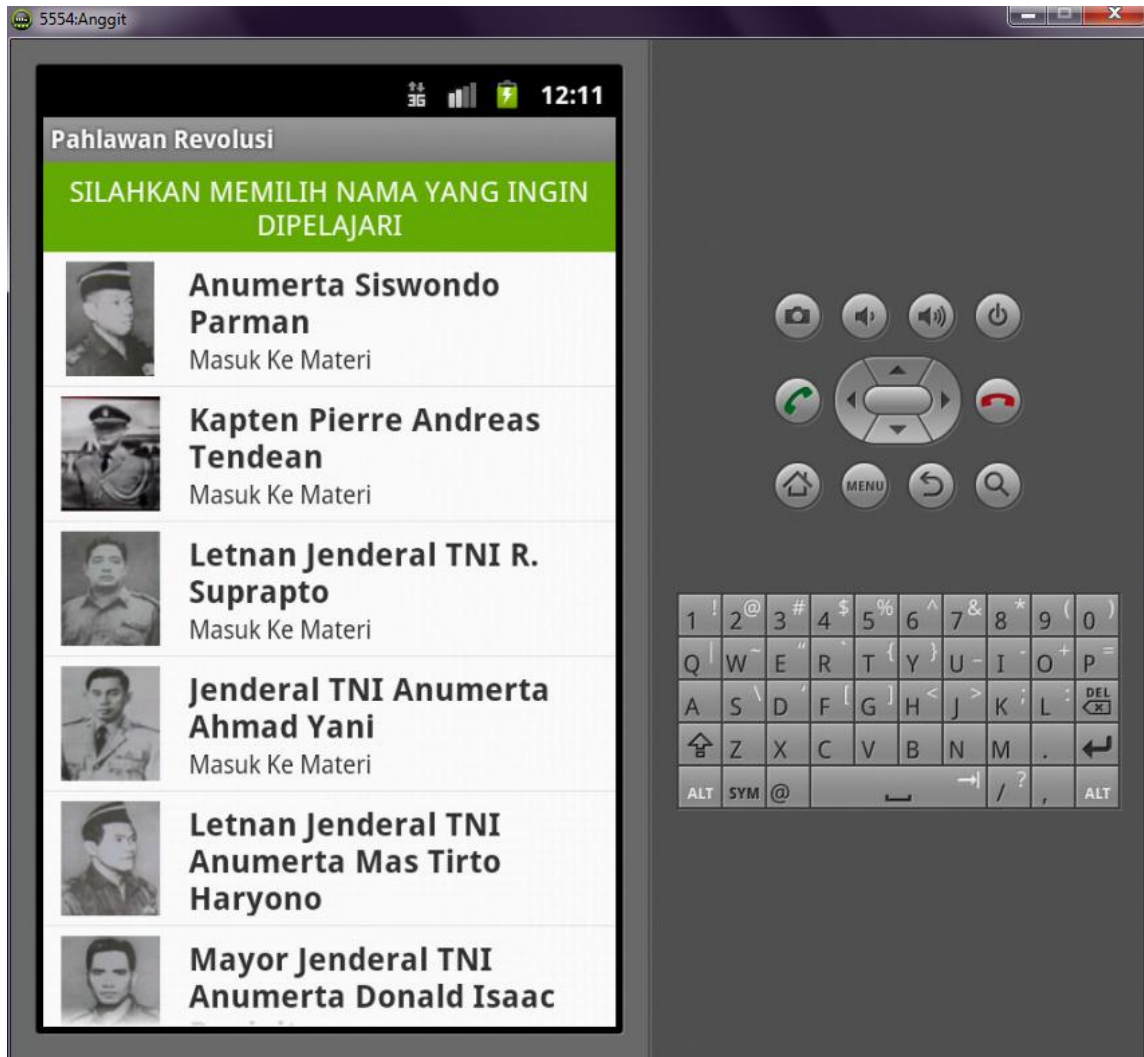 5554:Anggit
3G
12:11
Pahlawan Revolusi
SILAHKAN MEMILIH NAMA YANG INGIN
DIPELAJARI
Anumerta Siswondo
Parman
Masuk Ke Materi
Kapten Pierre Andreas
Tendean
Masuk Ke Materi
Letnan Jenderal TNI R.
Suprapto
Masuk Ke Materi
Jenderal TNI Anumerta
Ahmad Yani
Masuk Ke Materi
Letnan Jenderal TNI
Anumerta Mas Tirto
Haryono
Mayor Jenderal TNI
Anumerta Donald Isaac
MENU
1 ! 2 @ 3 # 4 $ 5 % 6 ^ 7 & 8 * 9 ( 0 )
Q | W ~ E " R ` T { Y } U _ I - O + P =
A S \ D ' F [ G ] H < J > K ; L : DEL
Z X C V B N M .
ALT SYM @ / ? , ALT